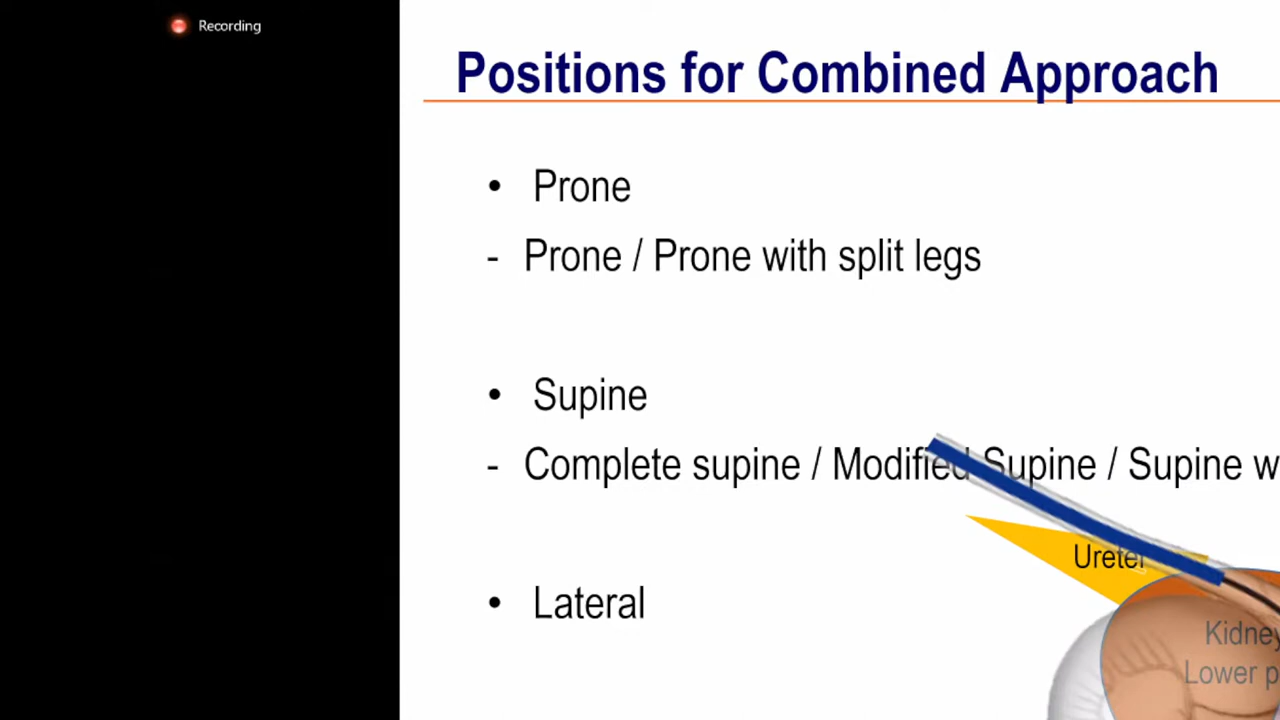 Recording
Positions for Combined Approach
• Prone
- Prone / Prone with split legs
• Supine
- Complete supine / Modified Supine / Supine w
Ureter
• Lateral
Kidney
Lower p